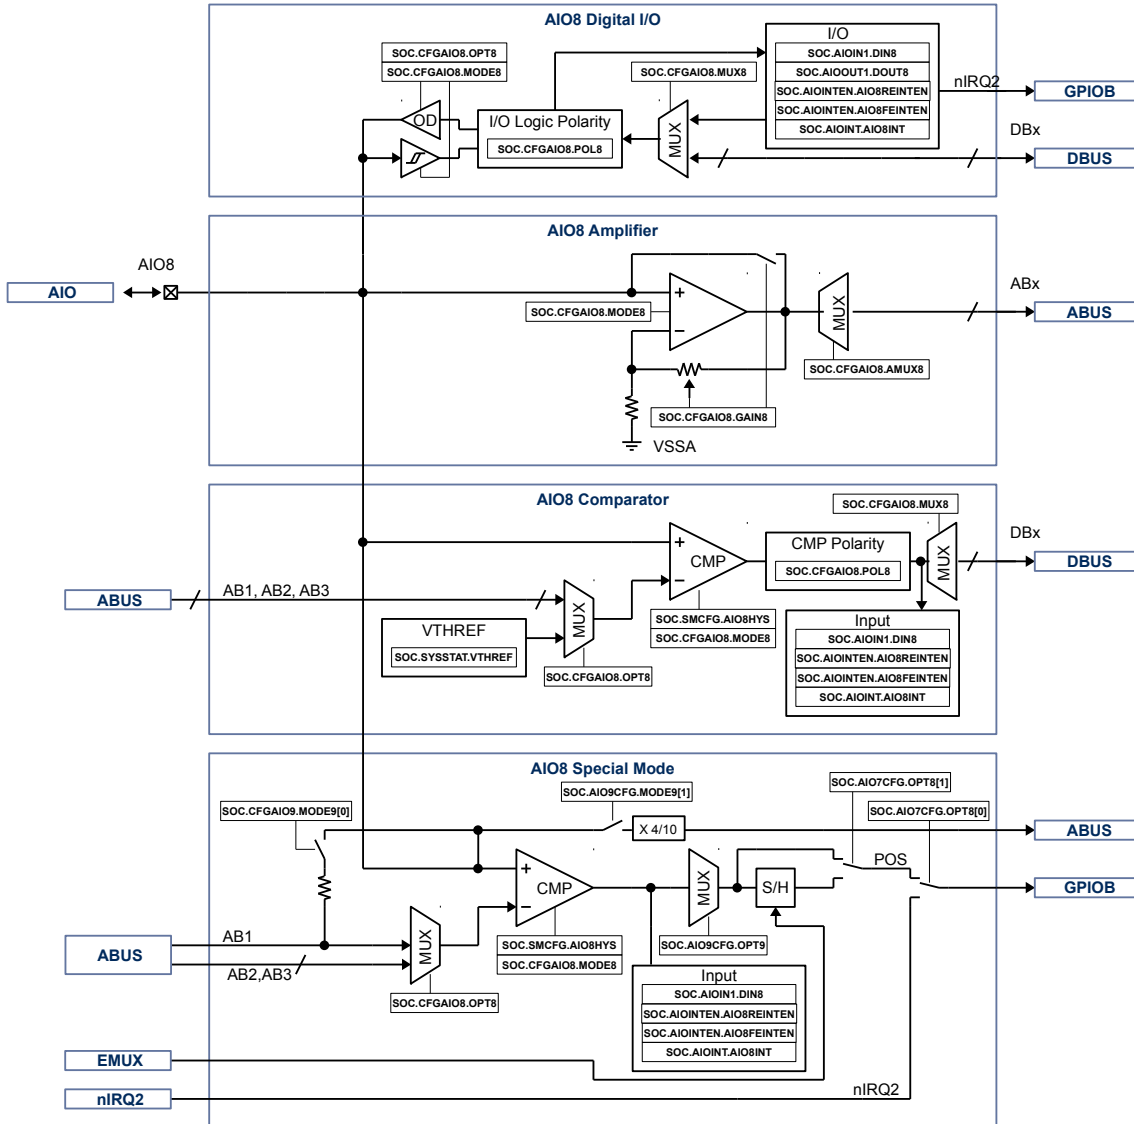 AIO8 Digital I/O
SOC.CFGAIO8.OPT8
SOC.CFGAIO8.MODE8
OD
I/O Logic Polarity
SOC.CFGAIO8.POL8
SOC.CFGAIO8.MUX8
MUX
I/O
SOC.AIOIN1.DIN8
SOC.AIOOUT1.DOUT8
SOC.AIOINTEN.AIO8REINTEN
SOC.AIOINTEN.AIO8FEINTEN
SOC.AIOINT.AIO8INT
nIRQ2
GPIOB
DBx
DBUS
AIO8 Amplifier
AIO8
AIO
SOC.CFGAIO8.MODE8
+
−
MUX
SOC.CFGAIO8.AMUX8
SOC.CFGAIO8.GAIN8
VSSA
ABx
ABUS
AIO8 Comparator
ABUS
AB1, AB2, AB3
VTHREF
SOC.SYSSTAT.VTHREF
MUX
SOC.CFGAIO8.OPT8
+
−
CMP
SOC.SMCFG.AIO8HYS
SOC.CFGAIO8.MODE8
CMP Polarity
SOC.CFGAIO8.POL8
SOC.CFGAIO8.MUX8
MUX
DBx
DBUS
Input
SOC.AIOIN1.DIN8
SOC.AIOINTEN.AIO8REINTEN
SOC.AIOINTEN.AIO8FEINTEN
SOC.AIOINT.AIO8INT
AIO8 Special Mode
SOC.CFGAIO9.MODE9[0]
SOC.AIO9CFG.MODE9[1]
SOC.AIO7CFG.OPT8[1]
SOC.AIO7CFG.OPT8[0]
X 4/10
ABUS
+
−
CMP
SOC.SMCFG.AIO8HYS
SOC.CFGAIO8.MODE8
MUX
SOC.AIO9CFG.OPT9
S/H
POS
GPIOB
ABUS
AB1
AB2,AB3
MUX
SOC.CFGAIO8.OPT8
Input
SOC.AIOIN1.DIN8
SOC.AIOINTEN.AIO8REINTEN
SOC.AIOINTEN.AIO8FEINTEN
SOC.AIOINT.AIO8INT
EMUX
nIRQ2
nIRQ2